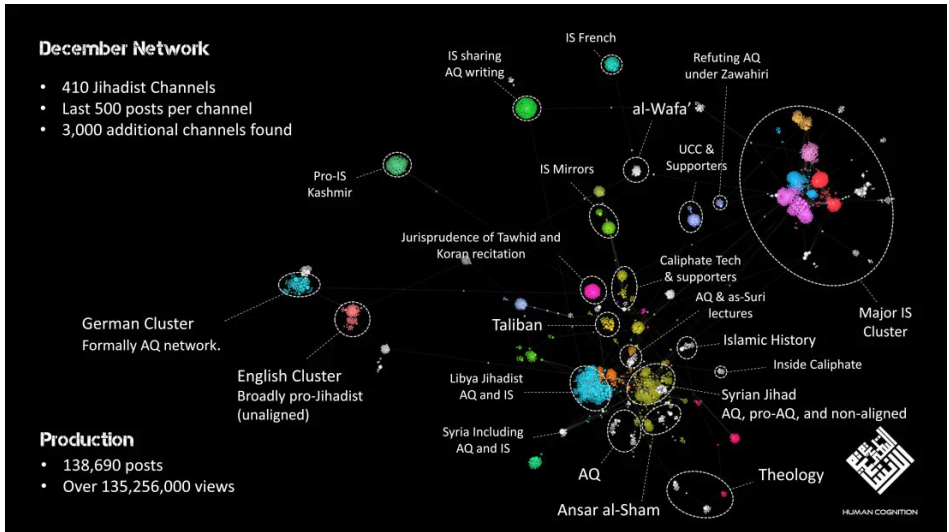 December Network
• 410 Jihadist Channels
• Last 500 posts per channel
• 3,000 additional channels found
IS French
IS sharing
AQ writing
Refuting AQ
under Zawahiri
al-Wafa’
UCC &
Supporters
Pro-IS
Kashmir
IS Mirrors
Jurisprudence of Tawhid and
Koran recitation
Caliphate Tech
& supporters
AQ & as-Suri
lectures
Major IS
Cluster
German Cluster
Formally AQ network.
Taliban
Islamic History
Inside Caliphate
English Cluster
Broadly pro-Jihadist
(unaligned)
Libya Jihadist
AQ and IS
Syrian Jihad
AQ, pro-AQ, and non-aligned
Syria Including
AQ and IS
AQ
Ansar al-Sham
Theology
Production
• 138,690 posts
• Over 135,256,000 views
HUMAN COGNITION